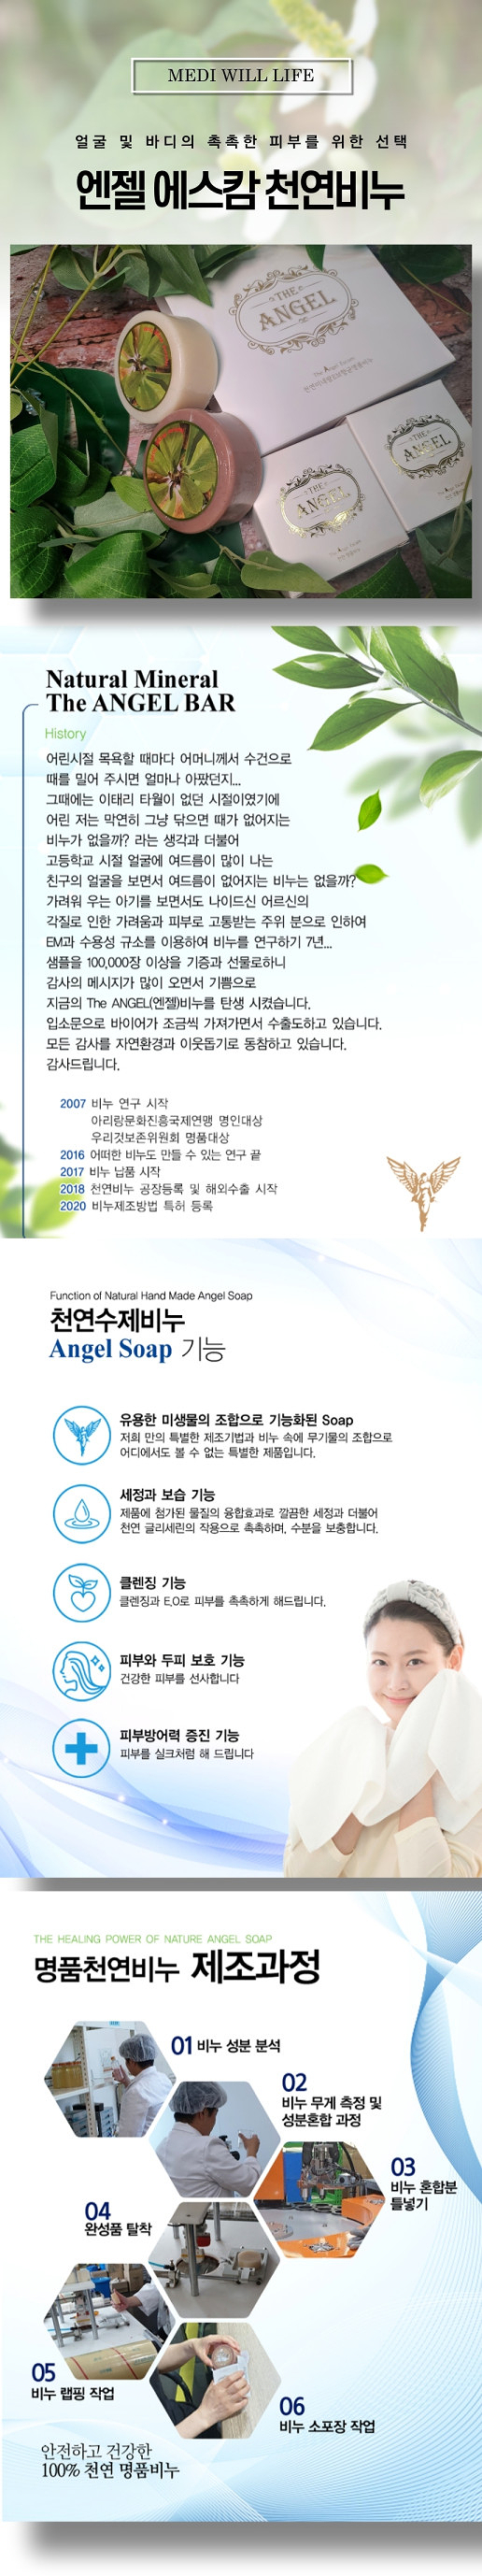 MEDI WILL LIFE
얼굴 및 바디의 촉촉한 피부를 위한 선택
엔젤 에스캄 천연비누
THE
ANGEL
The Angel Facial
THE
ANGEL
THE
ANGEL
Natural Mineral
The ANGEL BAR
History
어린시절 목욕할 때마다 어머니께서 수건으로
때를 밀어 주시면 얼마나 아팠던지...
그때에는 이태리 타월이 없던 시절이였기에
어린 저는 막연히 그냥 닦으면 때가 없어지는
비누가 없을까? 라는 생각과 더불어
고등학교 시절 얼굴에 여드름이 많이 나는
친구의 얼굴을 보면서 여드름이 없어지는 비누는 없을까?
가려워 우는 아기를 보면서도 나이드신 어르신의
각질로 인한 가려움과 피부로 고통받는 주위 분으로 인하여
EM과 수용성 규소를 이용하여 비누를 연구하기 7년...
샘플을 100,000장 이상을 기증과 선물로하니
감사의 메시지가 많이 오면서 기쁨으로
지금의 The ANGEL(엔젤)비누를 탄생 시켰습니다.
입소문으로 바이어가 조금씩 가져가면서 수출도하고 있습니다.
모든 감사를 자연환경과 이웃돕기로 동참하고 있습니다.
감사드립니다.
2007 비누 연구 시작
아리랑문화진흥국제연맹 명인대상
우리것보존위원회 명품대상
2016 어떠한 비누도 만들 수 있는 연구 끝
2017 비누 납품 시작
2018 천연비누 공장등록 및 해외수출 시작
2020 비누제조방법 특허 등록
Function of Natural Hand Made Angel Soap
천연수제비누
Angel Soap 기능
유용한 미생물의 조합으로 기능화된 Soap
저희 만의 특별한 제조기법과 비누 속에 무기물의 조합으로
어디에서도 볼 수 없는 특별한 제품입니다.
세정과 보습 기능
제품에 첨가된 물질의 융합효과로 깔끔한 세정과 더불어
천연 글리세린의 작용으로 촉촉하며, 수분을 보충합니다.
클렌징 기능
클렌징과 E.O로 피부를 촉촉하게 해드립니다.
피부와 두피 보호 기능
건강한 피부를 선사합니다
피부방어력 증진 기능
피부를 실크처럼 해 드립니다
THE HEALING POWER OF NATURE ANGEL SOAP
명품천연비누 제조과정
01 비누 성분 분석
02
비누 무게 측정 및
성분혼합 과정
03
비누 혼합분
틀넣기
04
완성품 탈착
05
비누 랩핑 작업
06
비누 소포장 작업
안전하고 건강한
100% 천연 명품비누